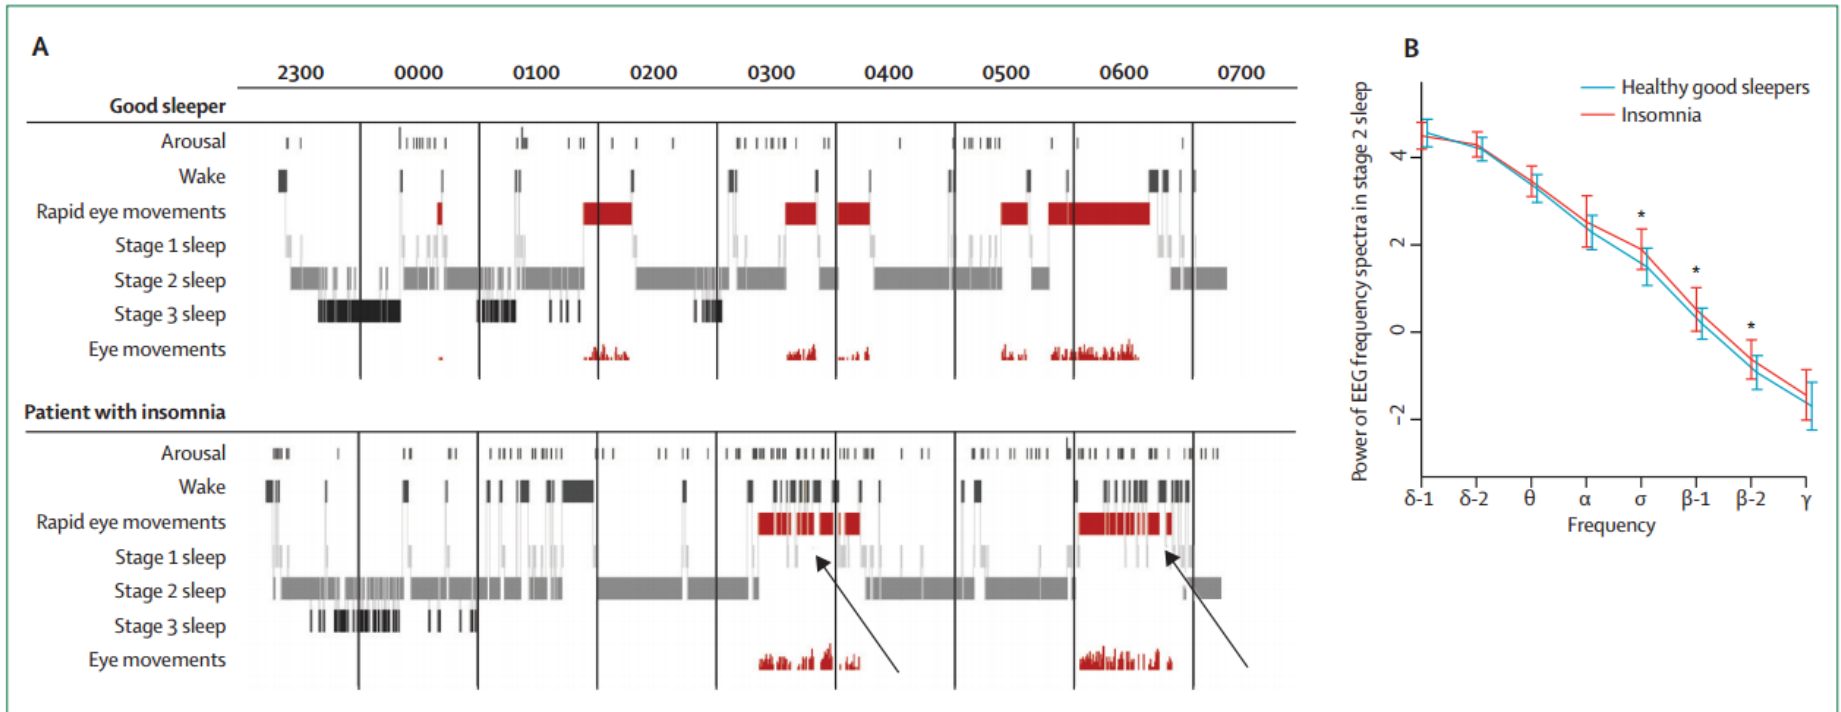 A
2300 0000 0100 0200 0300 0400 0500 0600 0700
Good sleeper
Arousal
Wake
Rapid eye movements
Stage 1 sleep
Stage 2 sleep
Stage 3 sleep
Eye movements
Patient with insomnia
Arousal
Wake
Rapid eye movements
Stage 1 sleep
Stage 2 sleep
Stage 3 sleep
Eye movements
B
Healthy good sleepers
Insomnia
Power of EEG frequency spectra in stage 2 sleep
4
2
0
−2
*
*
*
δ-1 δ-2 θ α σ β-1 β-2 γ
Frequency